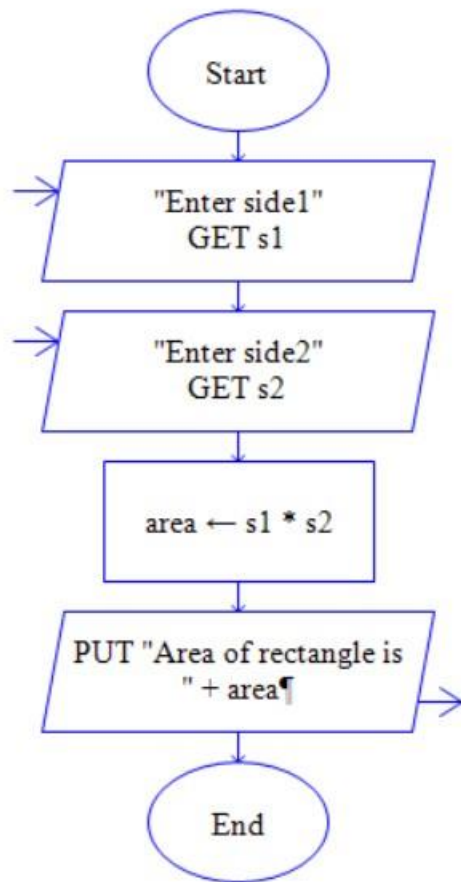 Start
"Enter side1"
GET s1
"Enter side2"
GET s2
area ← s1 * s2
PUT "Area of rectangle is
" + area¶
End